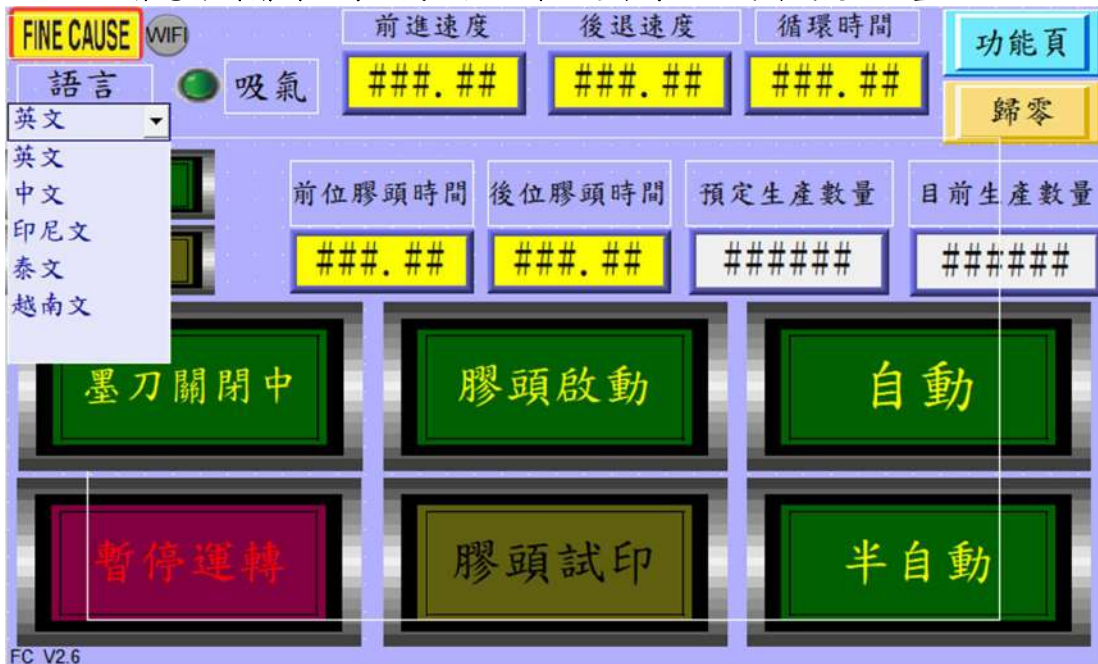 FINE CAUSE
WIFI
前進速度
後退速度
循環時間
功能頁
語言
吸氣
###.##
###.##
###.##
歸零
英文
英文
中文
印尼文
泰文
越南文
前位膠頭時間
後位膠頭時間
預定生產數量
目前生產數量
###.##
###.##
######
######
墨刀關閉中
膠頭啟動
自動
暫停運轉
膠頭試印
半自動
FC V2.6